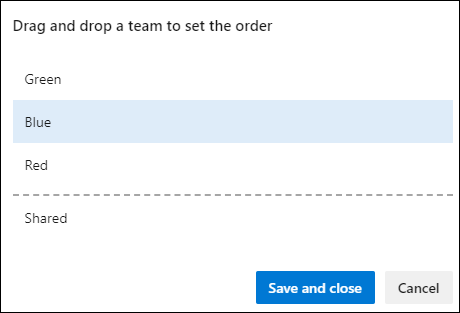 Drag and drop a team to set the order
Green
Blue
Red
Shared
Save and close
Cancel